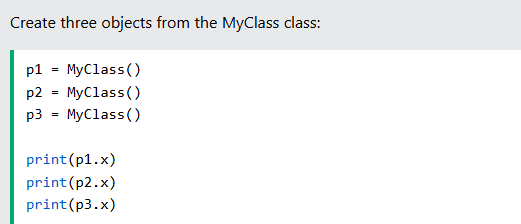 Create three objects from the MyClass class:
p1 = MyClass()
p2 = MyClass()
p3 = MyClass()
print(p1.x)
print(p2.x)
print(p3.x)